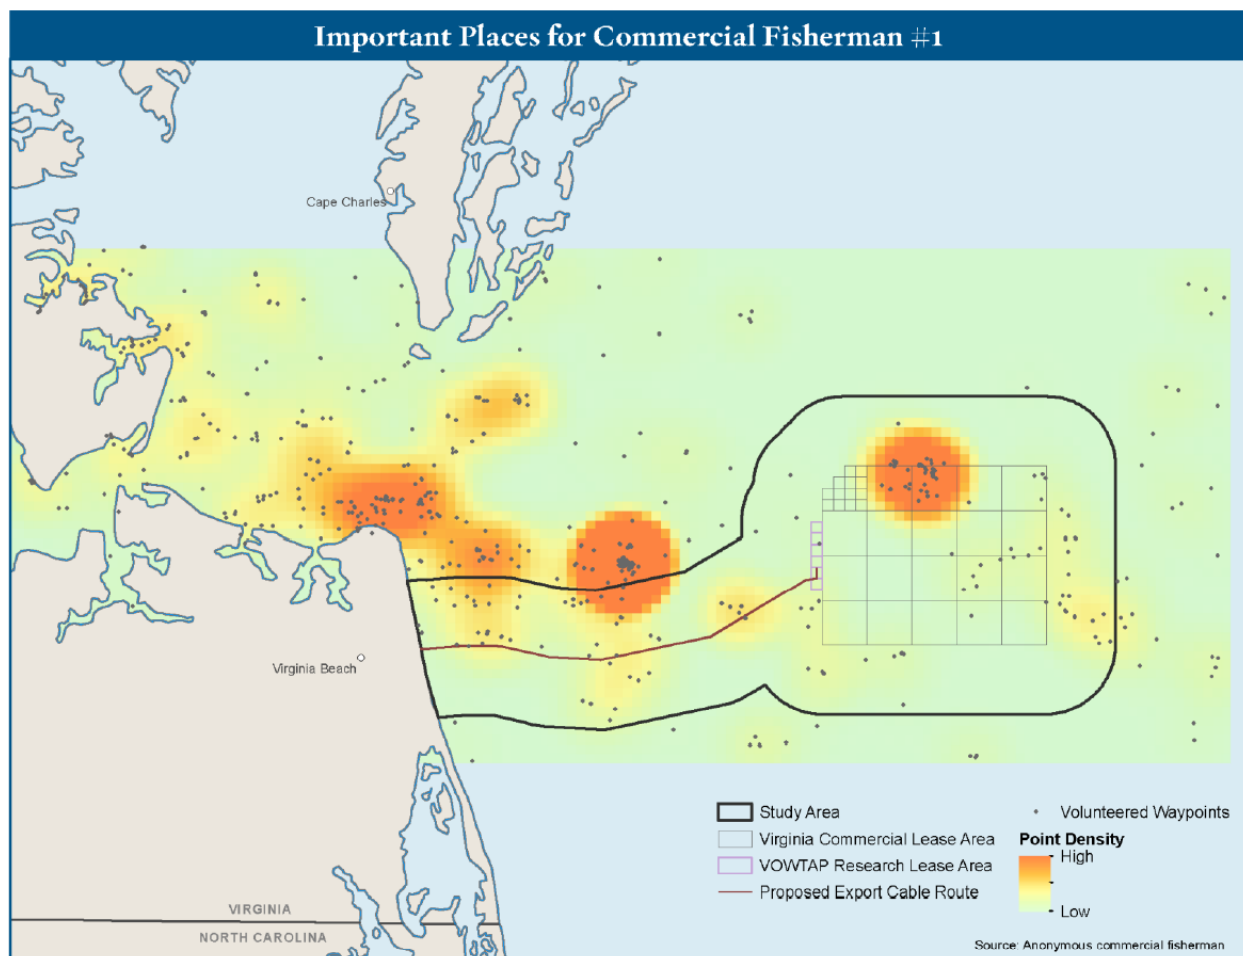 Important Places for Commercial Fisherman #1
Cape Charles
Virginia Beach
VIRGINIA
NORTH CAROLINA
Study Area
Virginia Commercial Lease Area
VOWTAP Research Lease Area
Proposed Export Cable Route
Volunteered Waypoints
Point Density
High
Low
Source: Anonymous commercial fisherman